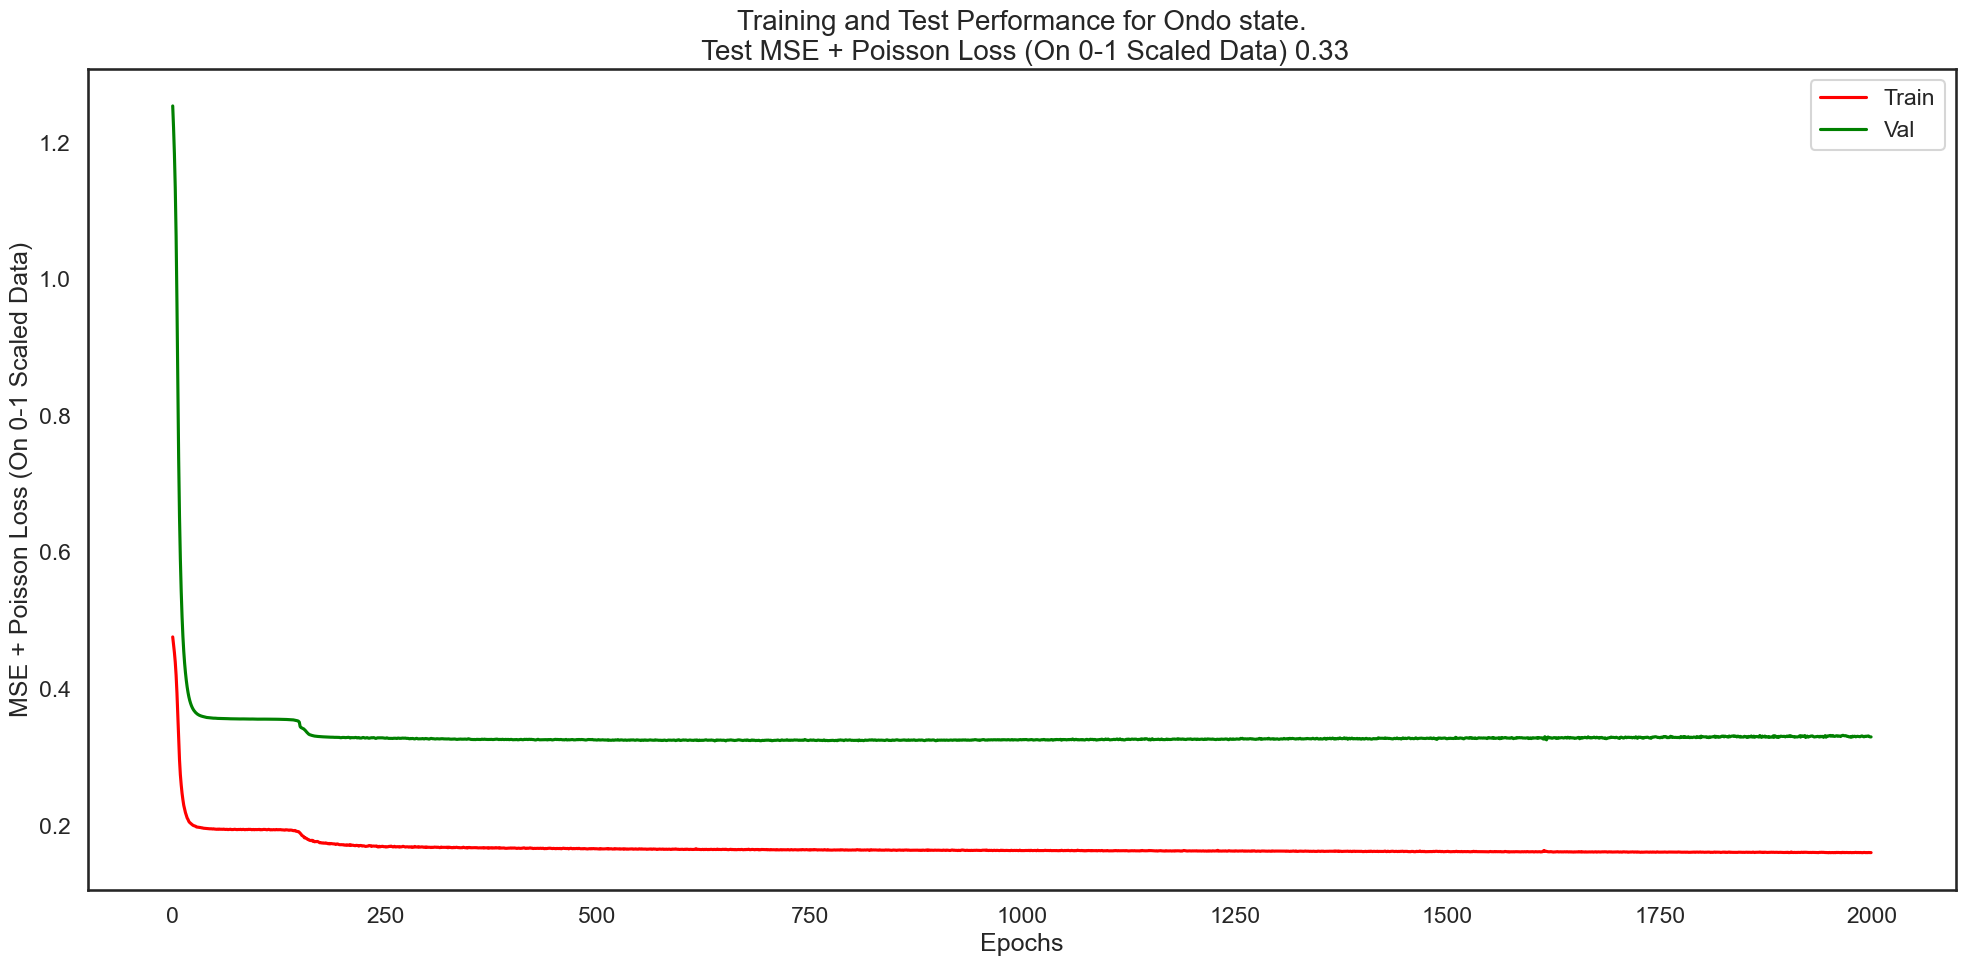 Training and Test Performance for Ondo state.
Test MSE + Poisson Loss (On 0-1 Scaled Data) 0.33
Train
Val
MSE + Poisson Loss (On 0-1 Scaled Data)
1.2
1.0
0.8
0.6
0.4
0.2
0
250
500
750
1000
1250
1500
1750
2000
Epochs